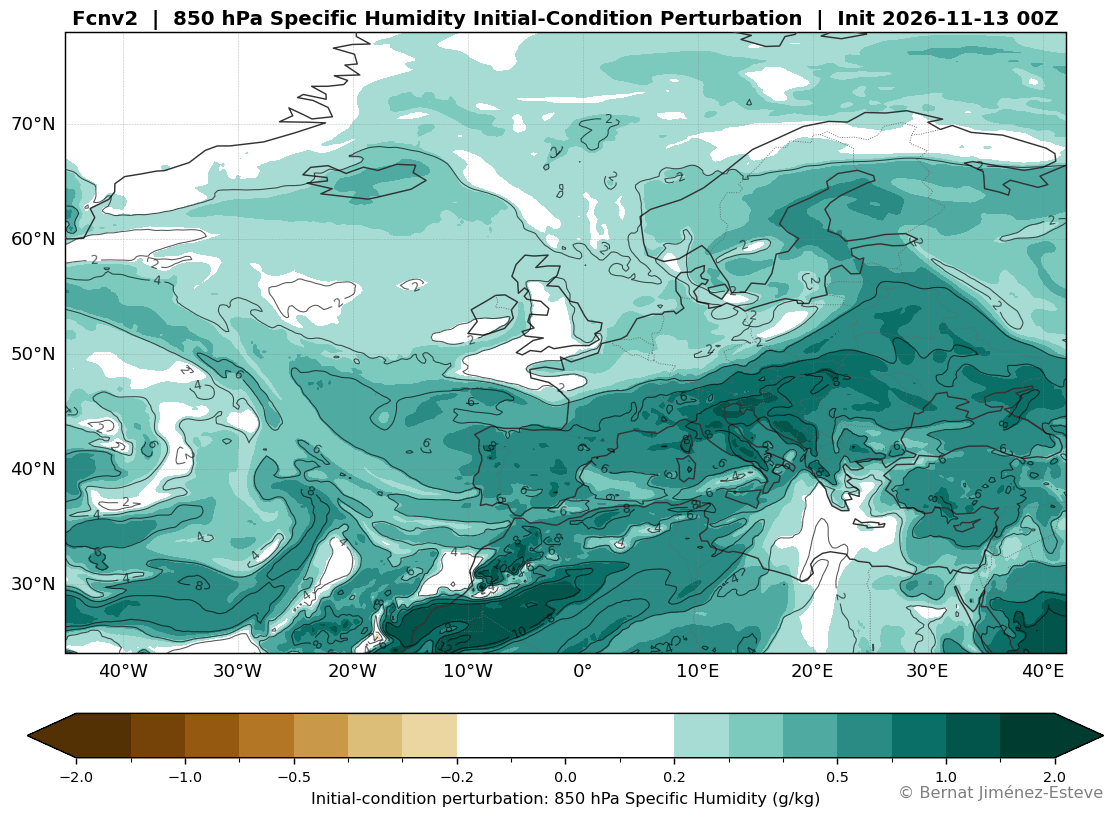 Fcnv2 | 850 hPa Specific Humidity Initial-Condition Perturbation | Init 2026-11-13 00Z
70°N
60°N
50°N
40°N
30°N
40°W 30°W 20°W 10°W 0° 10°E 20°E 30°E 40°E
−2.0 −1.0 −0.5 −0.2 0.0 0.2 0.5 1.0 2.0
Initial-condition perturbation: 850 hPa Specific Humidity (g/kg)
© Bernat Jiménez-Esteve